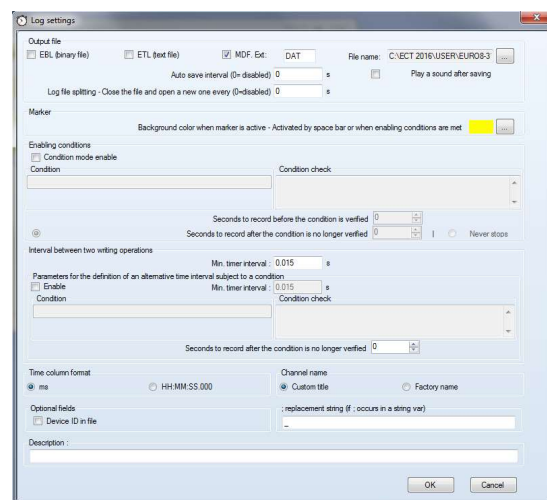 Log settings
Output file
EBL (binary file) ETL (text file) MDF. Ext: DAT File name: C:\ECT 2016\USER\EURO8-3 ...
Auto save interval (0= disabled) 0 s Play a sound after saving
Log file splitting - Close the file and open a new one every (0=disabled) 0 s
Marker
Background color when marker is active - Activated by space bar or when enabling conditions are met ...
Enabling conditions
Condition mode enable
Condition Condition check
Seconds to record before the condition is verified 0
Seconds to record after the condition is no longer verified 0 | Never stops
Interval between two writing operations
Min. timer interval : 0.015 s
Parameters for the definition of an alternative time interval subject to a condition
Enable Min. timer interval : 0.015 s
Condition Condition check
Seconds to record after the condition is no longer verified 0
Time column format Channel name
ms HH:MM:SS.000 Custom title Factory name
Optional fields ; replacement string (if ; occurs in a string var)
Device ID in file _
Description :
OK Cancel